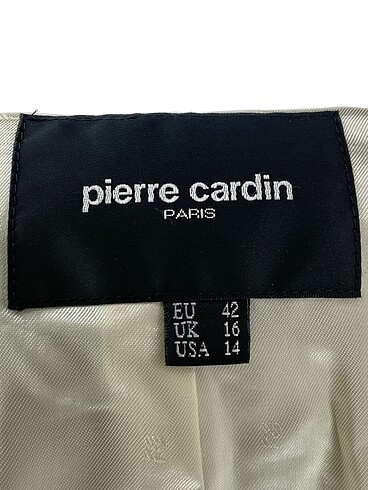 pierre cardin
PARIS
EU 42
UK 16
USA 14